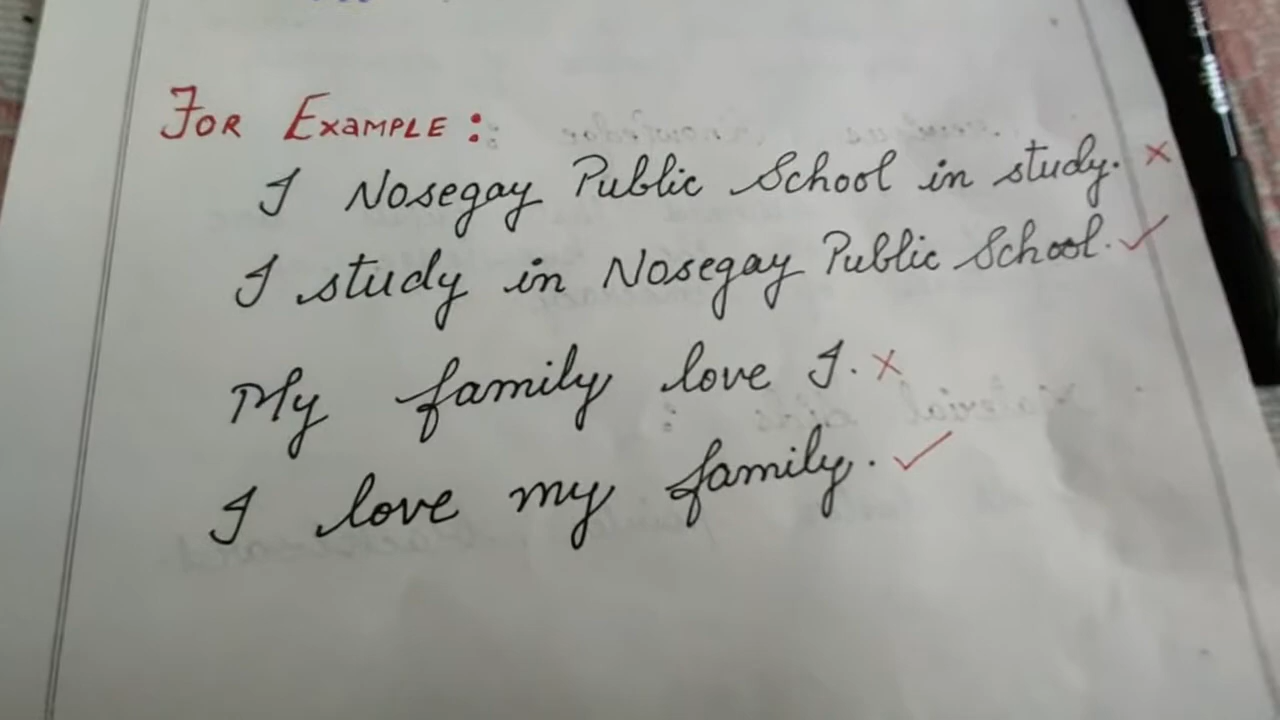 FOR EXAMPLE :
I Nosegay Public School in study. ×
I study in Nosegay Public School. ✓
My family love I. ×
I love my family. ✓